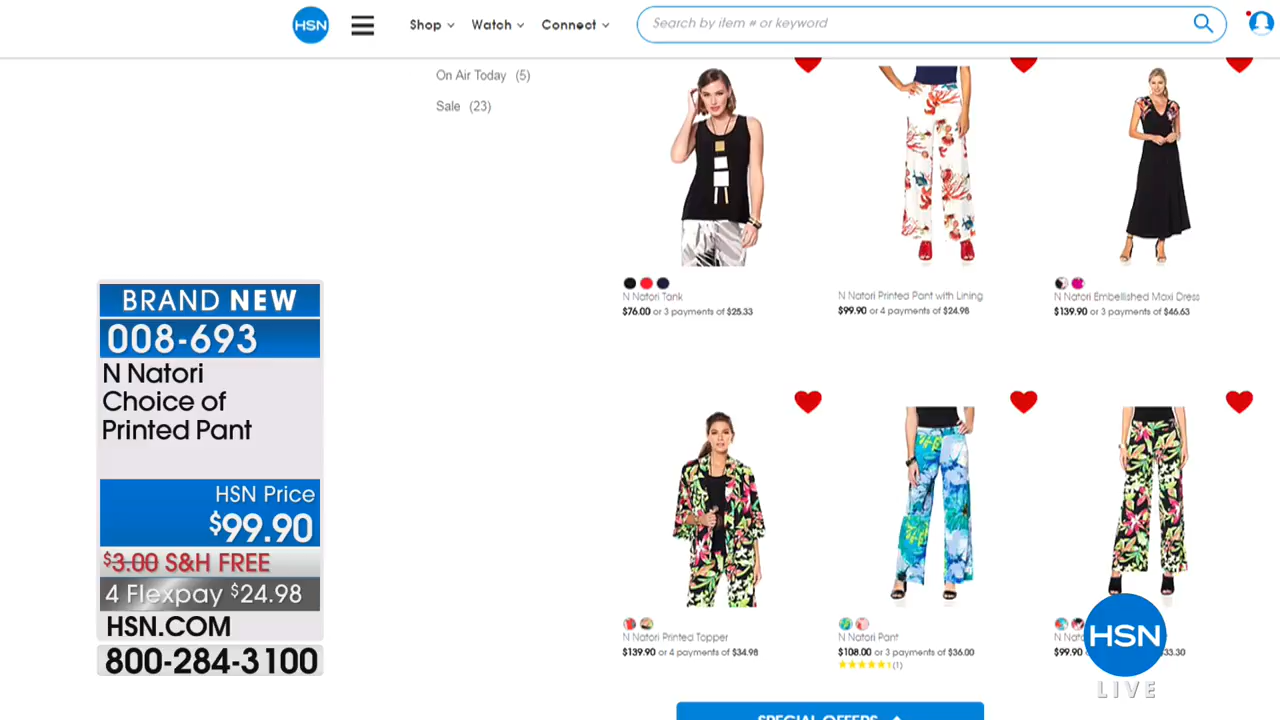 HSN
Shop
Watch
Connect
Search by item # or keyword
On Air Today (5)
Sale (23)
N Natori Tank
$76.00 or 3 payments of $25.33
N Natori Printed Pant with Lining
$99.90 or 4 payments of $24.98
N Natori Embellished Maxi Dress
$139.90 or 3 payments of $46.63
BRAND NEW
008-693
N Natori
Choice of
Printed Pant
HSN Price
$99.90
$3.00 S&H FREE
4 Flexpay $24.98
HSN.COM
800-284-3100
N Natori Printed Topper
$139.90 or 4 payments of $34.98
N Natori Pant
$108.00 or 3 payments of $36.00
(1)
$99.90
33.30
HSN
LIVE
SPECIAL OFFERS